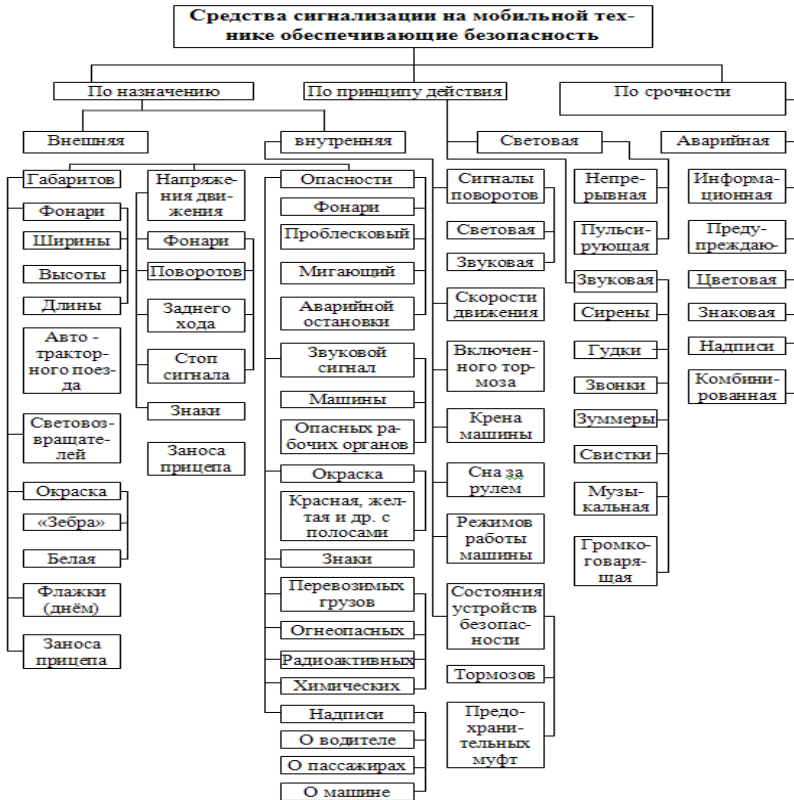 Средства сигнализации на мобильной тех-
нике обеспечивающие безопасность
По назначению
По принципу действия
По срочности
Внешняя
внутренняя
Световая
Аварийная
Габаритов
Фонари
Ширины
Высоты
Длины
Авто -
трактор-
ного поез-
да
Световоз-
вращате-
лей
Окраска
«Зебра»
Белая
Флажки
(днём)
Заноса
прицепа
Напряже-
ния дви-
жения
Фонари
Поворотов
Заднего
хода
Стоп
сигнала
Знаки
Заноса
прицепа
Опасности
Фонари
Проблесковый
Мигающий
Аварийной
остановки
Звуковой
сигнал
Машины
Опасных ра-
бочих органов
Окраска
Красная, жел-
тая и др. с
полосами
Знаки
Перевозимых
грузов
Огнеопасных
Радиоактивных
Химических
Надписи
О водителе
О пассажирах
О машине
Сигналы
поворотов
Световая
Звуковая
Скорости
движения
Включен-
ного тор-
моза
Крена
машины
Сна за
рулем
Режимов
работы
машины
Состояния
устройств
безопас-
ности
Тормозов
Предо-
храни-
тельных
муфт
Непре-
рывная
Пульси-
рующая
Звуковая
Сирены
Гудки
Звонки
Зуммеры
Свистки
Музы-
кальная
Громко-
говаря-
щая
Информа-
ционная
Преду-
преждаю-
Цветовая
Знаковая
Надписи
Комбини-
рованная